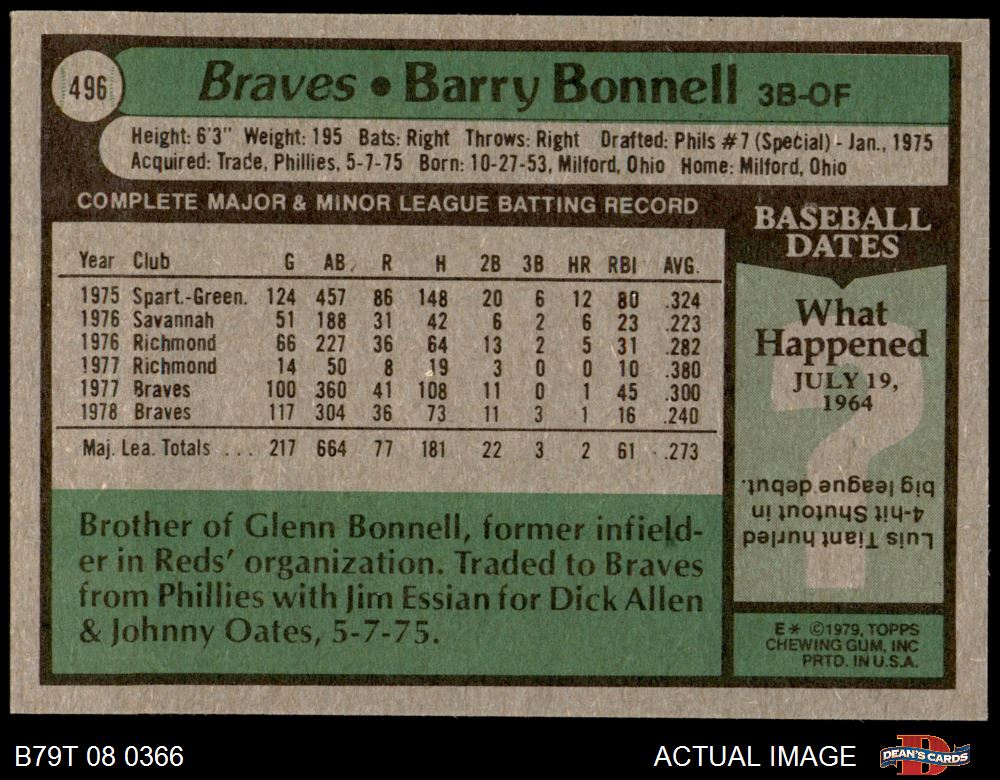 496
Braves • Barry Bonnell 3B-OF
Height: 6'3" Weight: 195 Bats: Right Throws: Right Drafted: Phils #7 (Special) - Jan., 1975
Acquired: Trade, Phillies, 5-7-75 Born: 10-27-53, Milford, Ohio Home: Milford, Ohio
COMPLETE MAJOR & MINOR LEAGUE BATTING RECORD
Year Club G AB R H 2B 3B HR RBI AVG.
1975 Spart.-Green. 124 457 86 148 20 6 12 80 .324
1976 Savannah 51 188 31 42 6 2 6 23 .223
1976 Richmond 66 227 36 64 13 2 5 31 .282
1977 Richmond 14 50 8 19 3 0 0 10 .380
1977 Braves 100 360 41 108 11 0 1 45 .300
1978 Braves 117 304 36 73 11 3 1 16 .240
Maj. Lea. Totals ... 217 664 77 181 22 3 2 61 .273
Brother of Glenn Bonnell, former infield-
er in Reds' organization. Traded to Braves
from Phillies with Jim Essian for Dick Allen
& Johnny Oates, 5-7-75.
BASEBALL
DATES
What
Happened
JULY 19,
1964
Luis Tiant hurled
4-hit Shutout in
big league debut.
E* ©1979, TOPPS
CHEWING GUM, INC
PRTD. IN U.S.A.
B79T 08 0366
ACTUAL IMAGE
DEAN'S CARDS